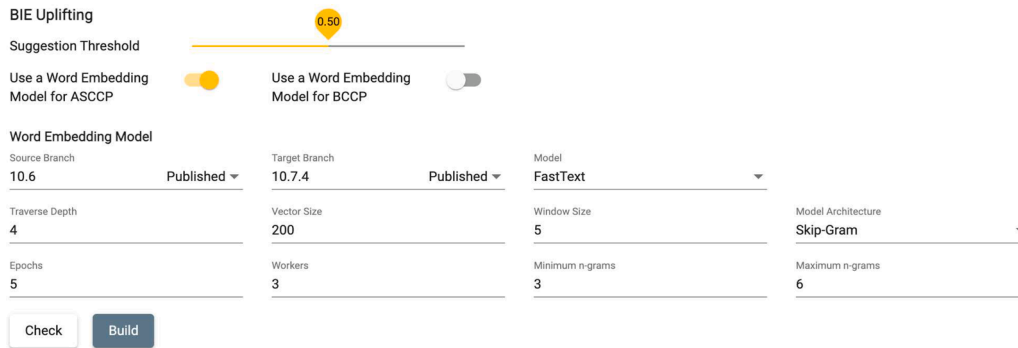 BIE Uplifting
0.50
Suggestion Threshold
Use a Word Embedding Use a Word Embedding
Model for ASCCP Model for BCCP
Word Embedding Model
Source Branch Target Branch Model
10.6 Published 10.7.4 Published FastText
Traverse Depth Vector Size Window Size Model Architecture
4 200 5 Skip-Gram
Epochs Workers Minimum n-grams Maximum n-grams
5 3 3 6
Check Build